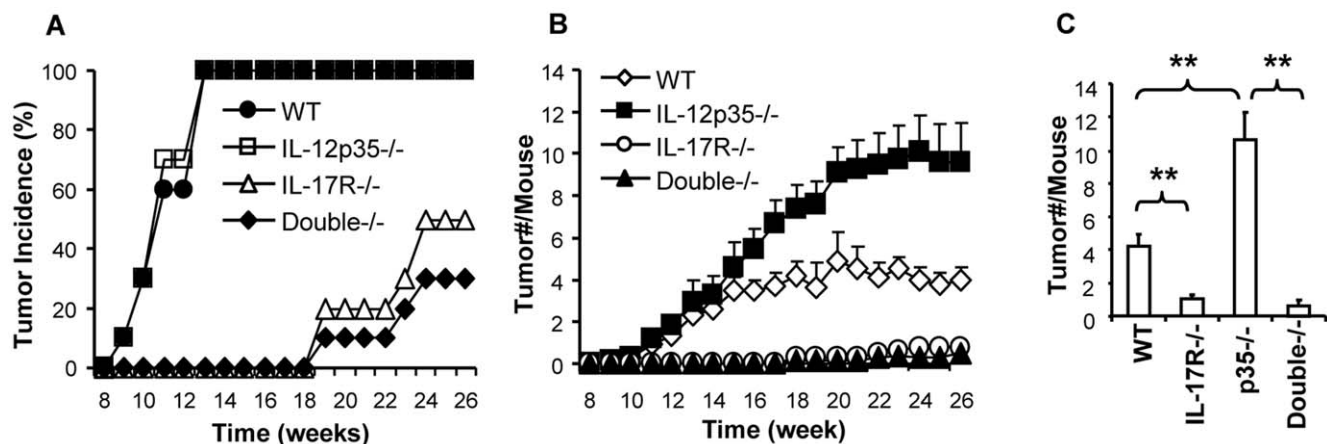 A
Tumor Incidence (%)
100
80
60
40
20
0
WT
IL-12p35-/-
IL-17R-/-
Double-/-
8 10 12 14 16 18 20 22 24 26
Time (weeks)
B
Tumor#/Mouse
14
12
10
8
6
4
2
0
WT
IL-12p35-/-
IL-17R-/-
Double-/-
8 10 12 14 16 18 20 22 24 26
Time (week)
C
Tumor#/Mouse
14
12
10
8
6
4
2
0
** **
**
WT
IL-17R-/-
p35-/-
Double-/-